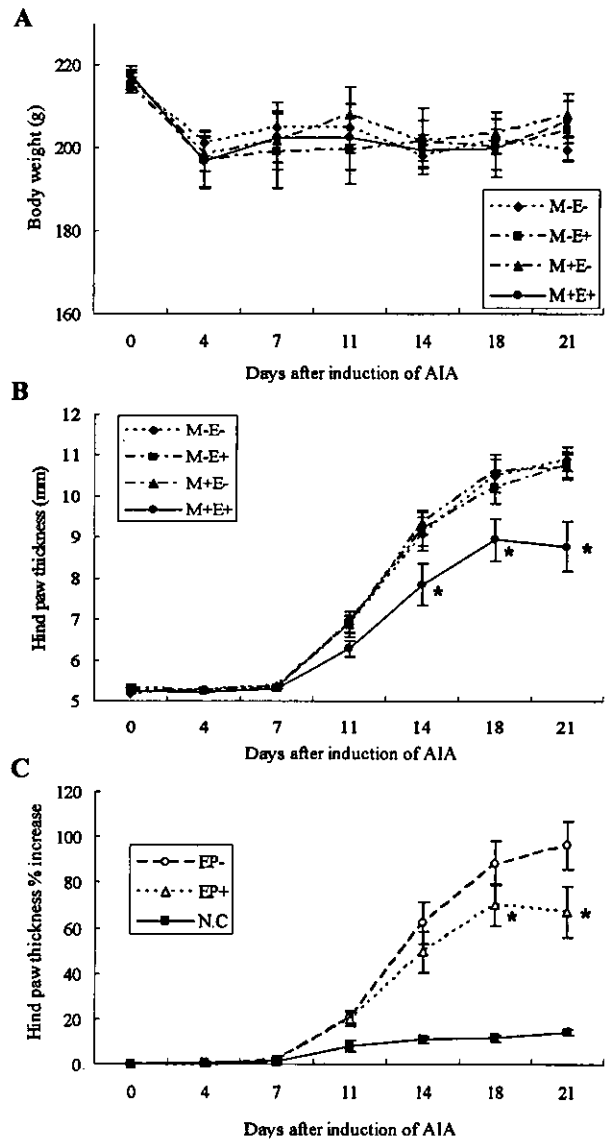 A
Body weight (g)
220
200
180
160
M-E-
M-E+
M+E-
M+E+
0 4 7 11 14 18 21
Days after induction of AIA
B
Hind paw thickness (mm)
12
11
10
9
8
7
6
5
M-E-
M-E+
M+E-
M+E+
*
*
*
0 4 7 11 14 18 21
Days after induction of AIA
C
Hind paw thickness % increase
120
100
80
60
40
20
0
EP-
EP+
N.C
*
*
0 4 7 11 14 18 21
Days after induction of AIA